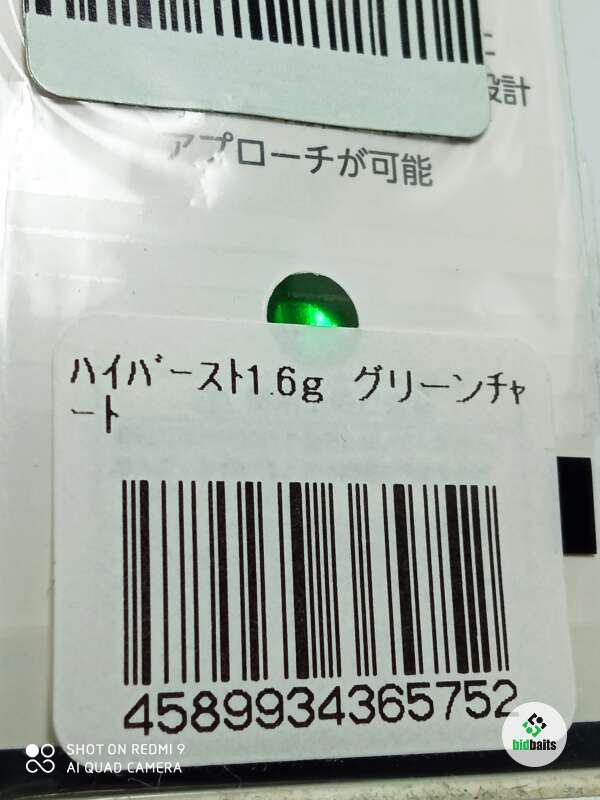 設計
アプローチが可能
ハイバースト1.6g グリーンチャ
ート
4589934365752
bidbaits
SHOT ON REDMI 9
AI QUAD CAMERA